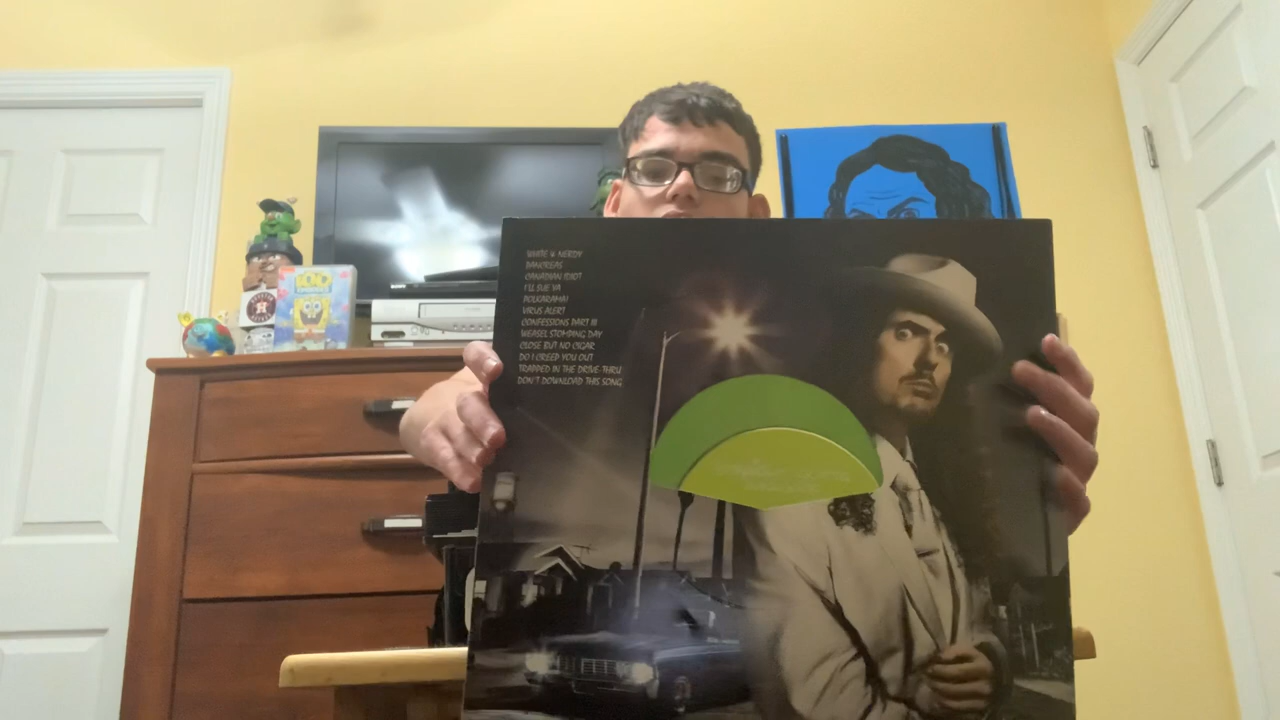 WHITE & NERDY
PANCREAS
CANADIAN IDIOT
I'LL SUE YA
POLKARAMA!
VIRUS ALERT
CONFESSIONS PART III
WEASEL STOMPING DAY
CLOSE BUT NO CIGAR
DO I CREEP YOU OUT
TRAPPED IN THE DRIVE-THRU
DON'T DOWNLOAD THIS SONG
H